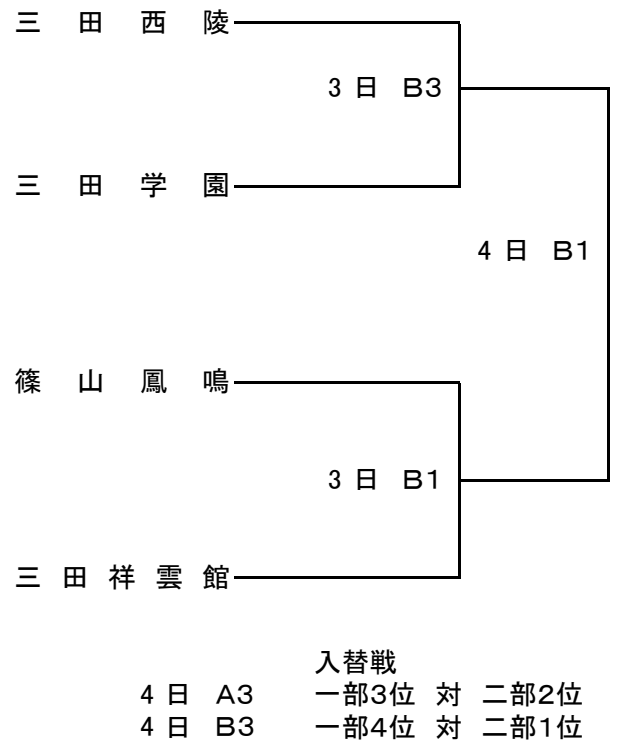 三田西陵
3日 B3
三田学園
4日 B1
篠山鳳鳴
3日 B1
三田祥雲館
入替戦
4日 A3 一部3位 対 二部2位
4日 B3 一部4位 対 二部1位